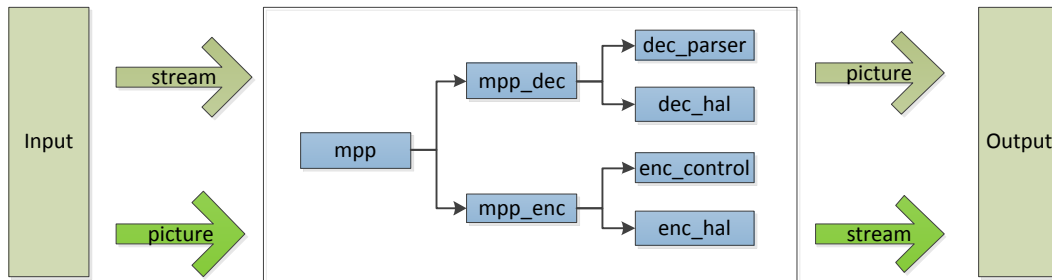 Input
stream
picture
mpp
mpp_dec
mpp_enc
dec_parser
dec_hal
enc_control
enc_hal
picture
stream
Output